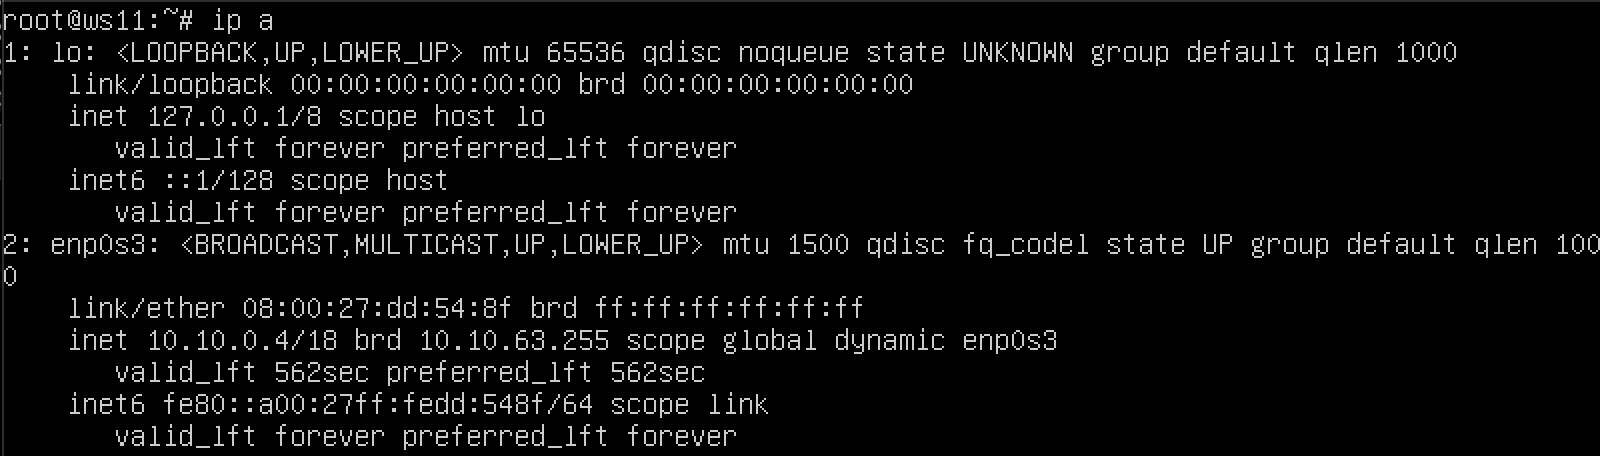 root@ws11:~# ip a
1: lo: <LOOPBACK,UP,LOWER_UP> mtu 65536 qdisc noqueue state UNKNOWN group default qlen 1000
    link/loopback 00:00:00:00:00:00 brd 00:00:00:00:00:00
    inet 127.0.0.1/8 scope host lo
       valid_lft forever preferred_lft forever
    inet6 ::1/128 scope host
       valid_lft forever preferred_lft forever
2: enp0s3: <BROADCAST,MULTICAST,UP,LOWER_UP> mtu 1500 qdisc fq_codel state UP group default qlen 100
0
    link/ether 08:00:27:dd:54:8f brd ff:ff:ff:ff:ff:ff
    inet 10.10.0.4/18 brd 10.10.63.255 scope global dynamic enp0s3
       valid_lft 562sec preferred_lft 562sec
    inet6 fe80::a00:27ff:fedd:548f/64 scope link
       valid_lft forever preferred_lft forever